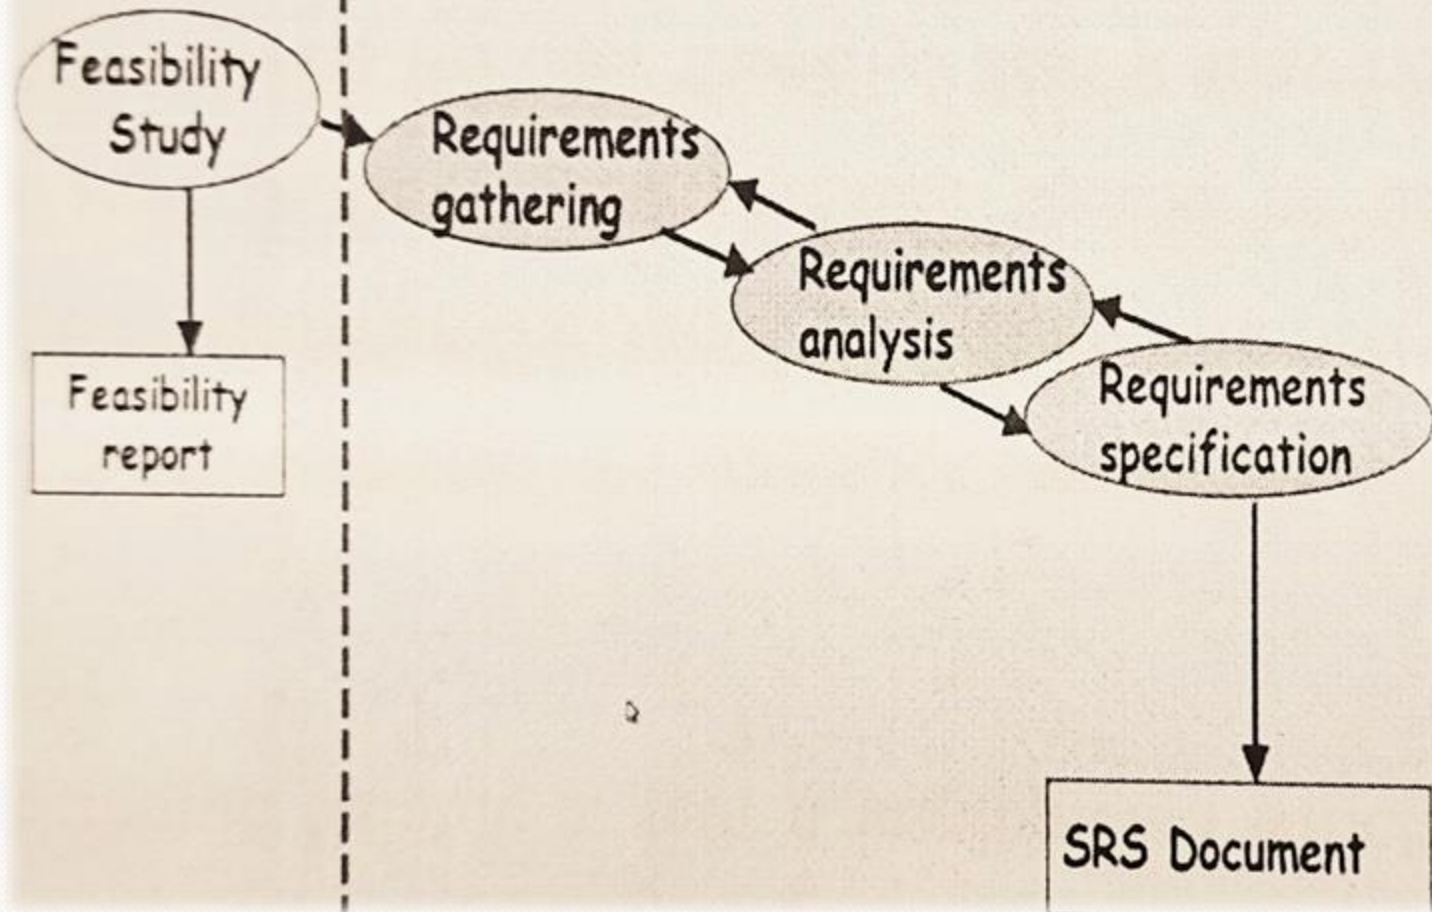 Feasibility
Study
Requirements
gathering
Requirements
analysis
Requirements
specification
Feasibility
report
SRS Document